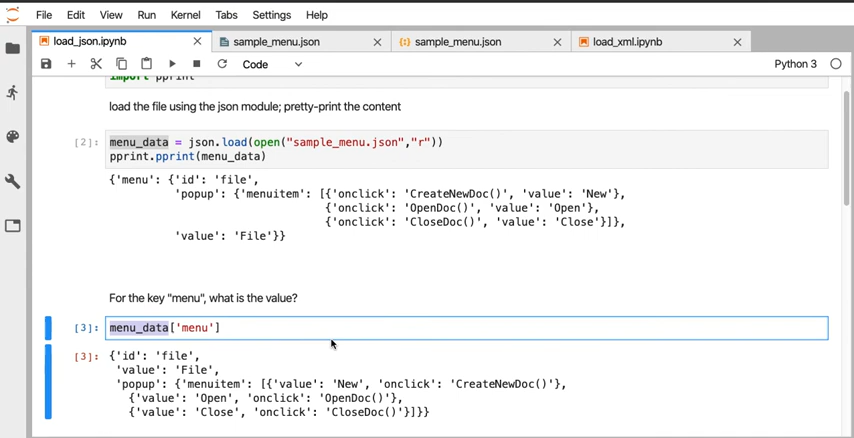 File Edit View Run Kernel Tabs Settings Help
load_json.ipynb sample_menu.json sample_menu.json load_xml.ipynb
Code Python 3
import pprint
load the file using the json module; pretty-print the content
[2]: menu_data = json.load(open("sample_menu.json","r"))
pprint.pprint(menu_data)
{'menu': {'id': 'file',
'popup': {'menuitem': [{'onclick': 'CreateNewDoc()', 'value': 'New'},
{'onclick': 'OpenDoc()', 'value': 'Open'},
{'onclick': 'CloseDoc()', 'value': 'Close'}]},
'value': 'File'}}
For the key "menu", what is the value?
[3]: menu_data['menu']
[3]: {'id': 'file',
'value': 'File',
'popup': {'menuitem': [{'value': 'New', 'onclick': 'CreateNewDoc()'},
{'value': 'Open', 'onclick': 'OpenDoc()'},
{'value': 'Close', 'onclick': 'CloseDoc()'}]}}